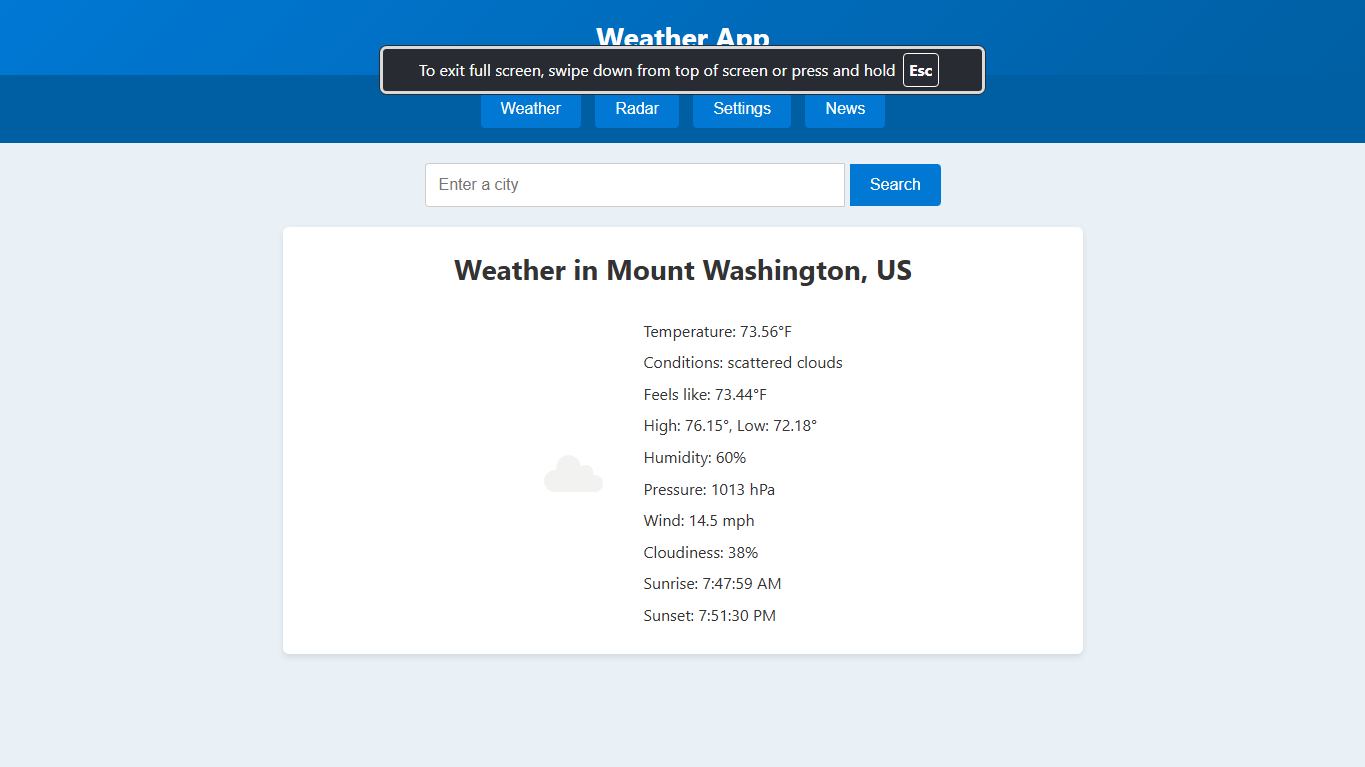 Weather App
To exit full screen, swipe down from top of screen or press and hold Esc
Weather Radar Settings News
Enter a city Search
Weather in Mount Washington, US
Temperature: 73.56°F
Conditions: scattered clouds
Feels like: 73.44°F
High: 76.15°, Low: 72.18°
Humidity: 60%
Pressure: 1013 hPa
Wind: 14.5 mph
Cloudiness: 38%
Sunrise: 7:47:59 AM
Sunset: 7:51:30 PM